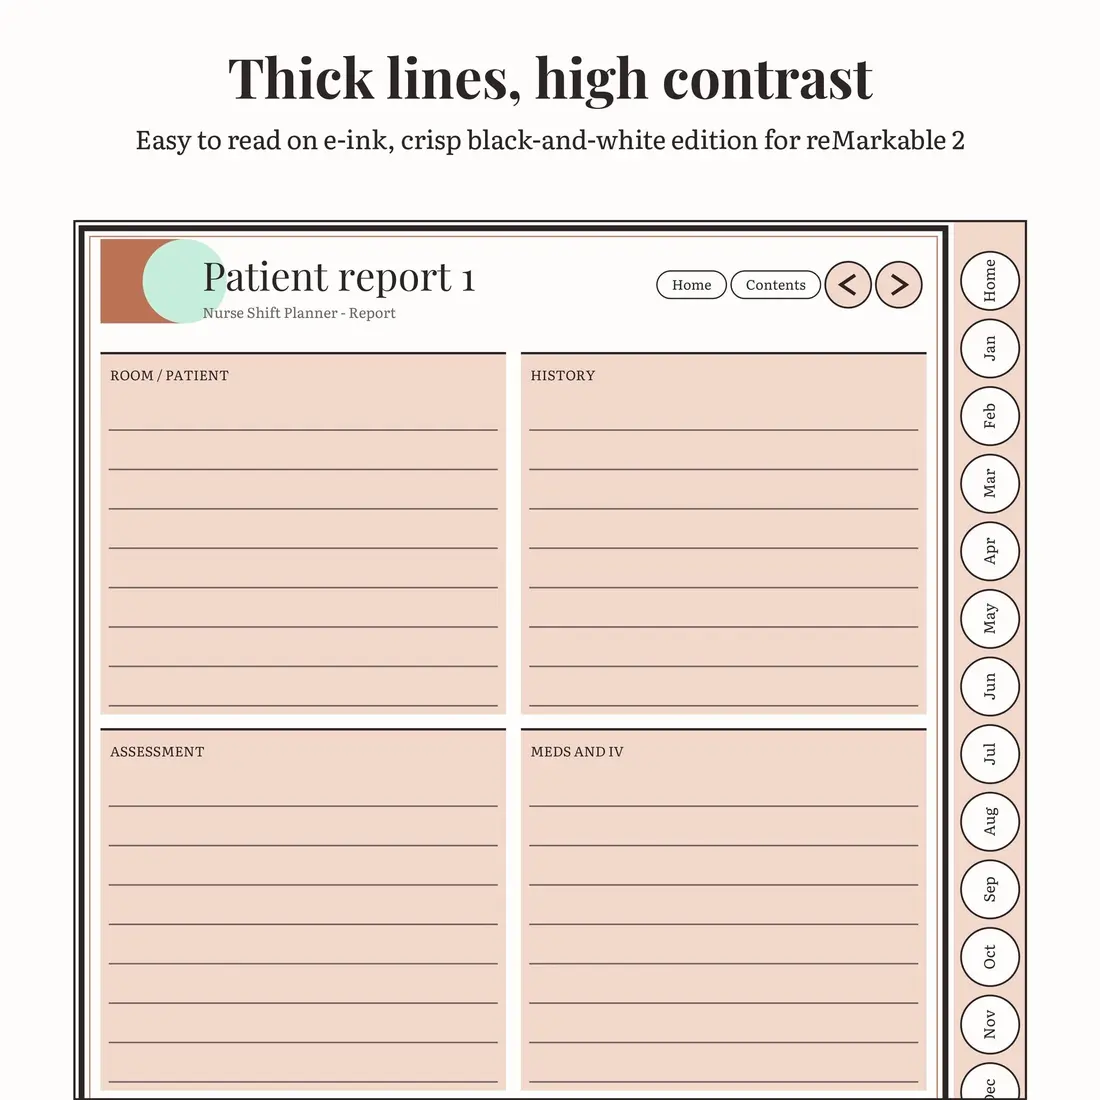 Thick lines, high contrast
Easy to read on e-ink, crisp black-and-white edition for reMarkable 2
Patient report 1
Nurse Shift Planner - Report
Home
Contents
<
>
ROOM / PATIENT
HISTORY
ASSESSMENT
MEDS AND IV
Home
Jan
Feb
Mar
Apr
May
Jun
Jul
Aug
Sep
Oct
Nov
Dec